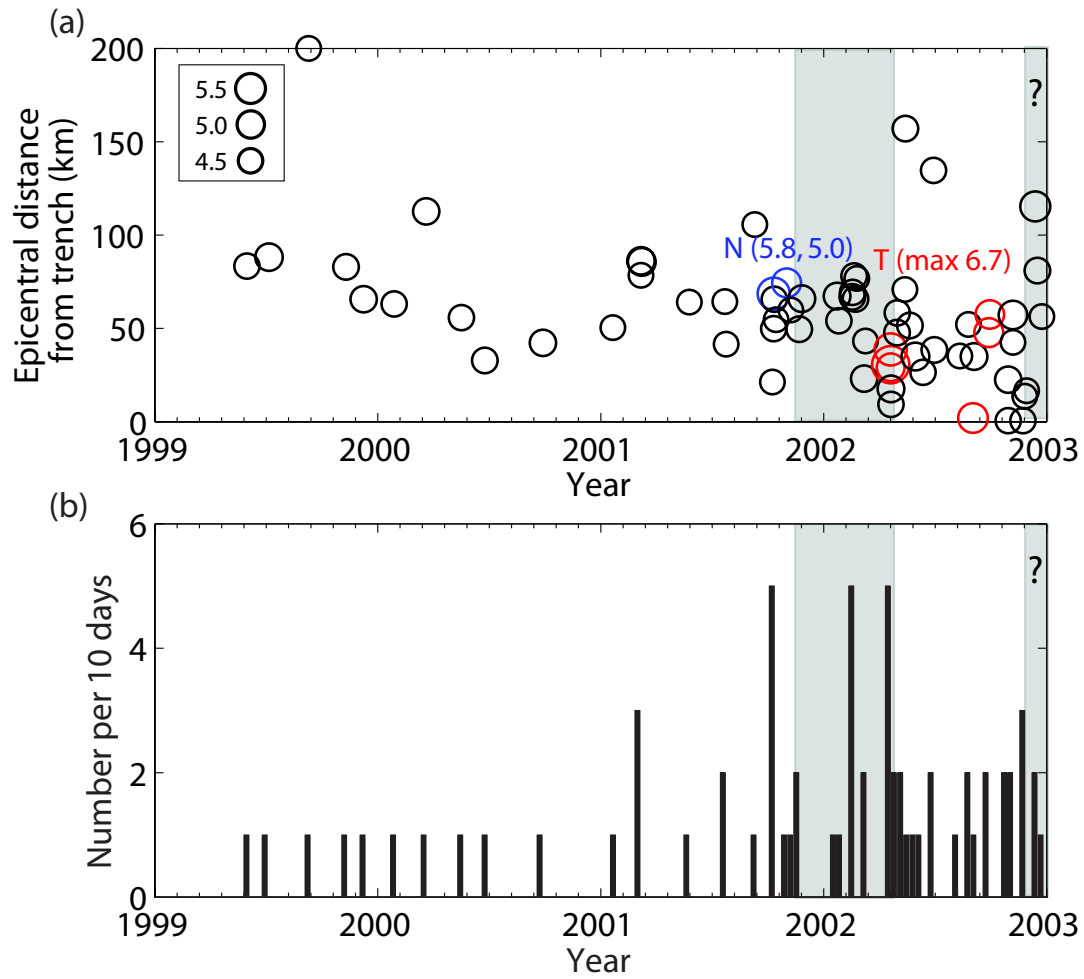 (a)
200
150
100
50
0
Epicentral distance
from trench (km)
5.5
5.0
4.5
?
N (5.8, 5.0)
T (max 6.7)
1999
2000
2001
2002
2003
Year
(b)
6
4
2
0
Number per 10 days
?
1999
2000
2001
2002
2003
Year